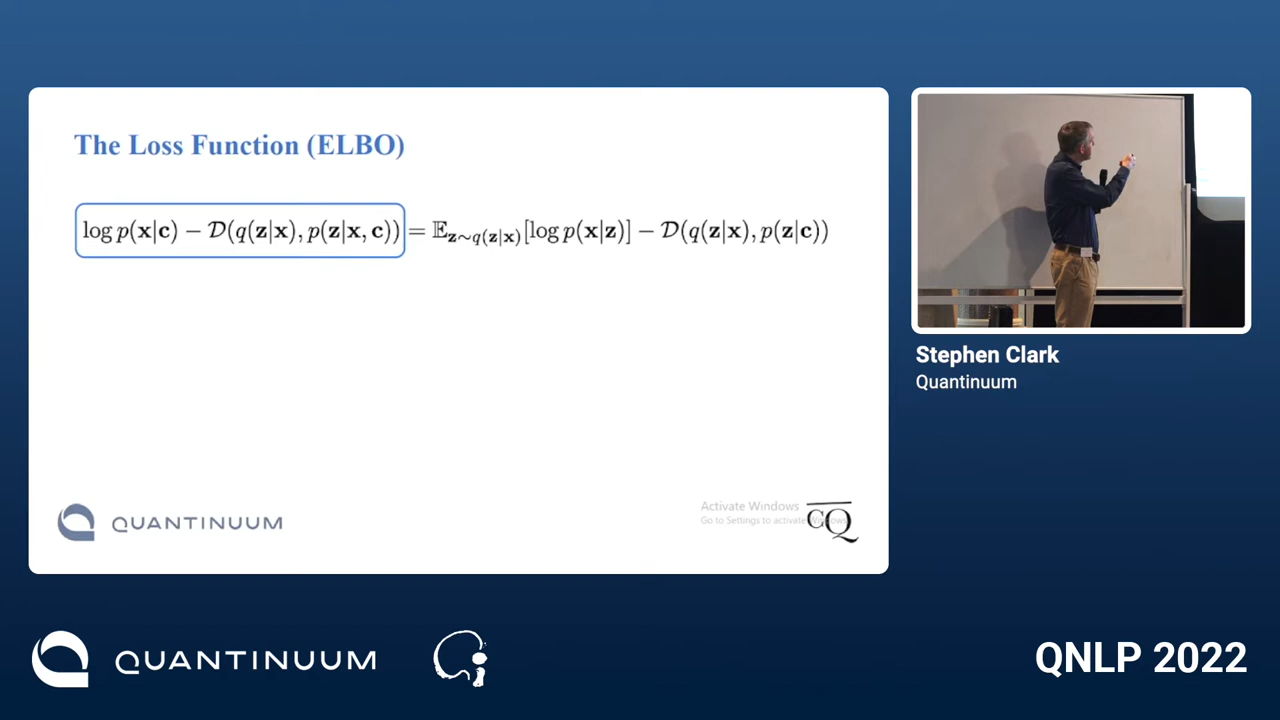 The Loss Function (ELBO)
log p(x|c) − 𝒟(q(z|x), p(z|x, c)) = 𝔼z∼q(z|x)[log p(x|z)] − 𝒟(q(z|x), p(z|c))
QUANTINUUM
Activate Windows
Go to Settings to activate Windows.
CQ
Stephen Clark
Quantinuum
QUANTINUUM
QNLP 2022